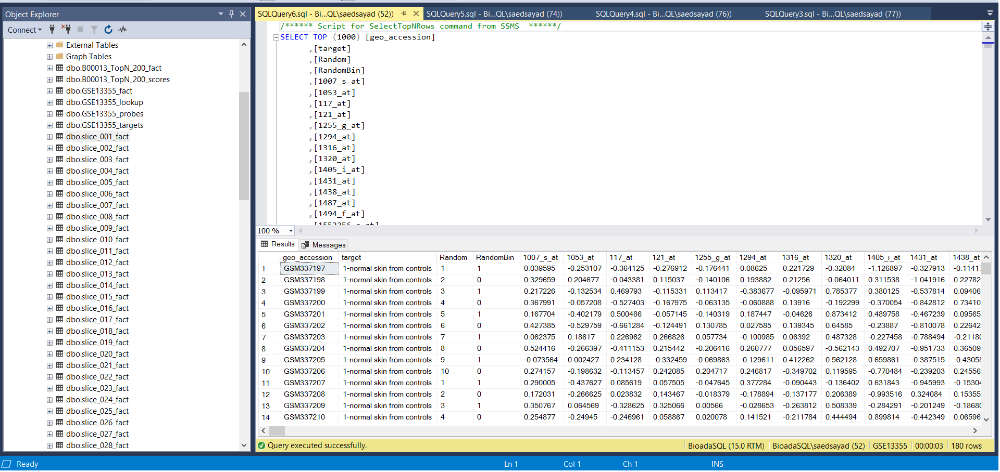 Object Explorer
Connect
External Tables
Graph Tables
dbo.B00013_TopN_200_fact
dbo.B00013_TopN_200_scores
dbo.GSE13355_fact
dbo.GSE13355_lookup
dbo.GSE13355_probes
dbo.GSE13355_targets
dbo.slice_001_fact
dbo.slice_002_fact
dbo.slice_003_fact
dbo.slice_004_fact
dbo.slice_005_fact
dbo.slice_006_fact
dbo.slice_007_fact
dbo.slice_008_fact
dbo.slice_009_fact
dbo.slice_010_fact
dbo.slice_011_fact
dbo.slice_012_fact
dbo.slice_013_fact
dbo.slice_014_fact
dbo.slice_015_fact
dbo.slice_016_fact
dbo.slice_017_fact
dbo.slice_018_fact
dbo.slice_019_fact
dbo.slice_020_fact
dbo.slice_021_fact
dbo.slice_022_fact
dbo.slice_023_fact
dbo.slice_024_fact
dbo.slice_025_fact
dbo.slice_026_fact
dbo.slice_027_fact
dbo.slice_028_fact
SQLQuery6.sql - Bi...QL\saedsayad (52)) SQLQuery5.sql - Bi...QL\saedsayad (74)) SQLQuery4.sql - Bi...QL\saedsayad (76)) SQLQuery3.sql - Bi...QL\saedsayad (77))
/****** Script for SelectTopNRows command from SSMS  ******/
SELECT TOP (1000) [geo_accession]
,[target]
,[Random]
,[RandomBin]
,[1007_s_at]
,[1053_at]
,[117_at]
,[121_at]
,[1255_g_at]
,[1294_at]
,[1316_at]
,[1320_at]
,[1405_i_at]
,[1431_at]
,[1438_at]
,[1487_at]
,[1494_f_at]
100 %
Results Messages
geo_accession target Random RandomBin 1007_s_at 1053_at 117_at 121_at 1255_g_at 1294_at 1316_at 1320_at 1405_i_at 1431_at 1438_at
1 GSM337197 1-normal skin from controls 1 1 0.039595 -0.253107 -0.364125 -0.276912 -0.176441 0.08625 0.221729 -0.32084 -1.126897 -0.327913 -0.1141
2 GSM337198 1-normal skin from controls 2 0 0.329659 0.204677 -0.043381 0.115037 -0.140106 0.193882 0.21256 -0.064011 0.311538 -1.041916 0.22782
3 GSM337199 1-normal skin from controls 3 1 0.217226 -0.132534 0.469793 -0.115331 0.113417 -0.383677 -0.095971 0.785377 0.380125 -0.537814 0.09406
4 GSM337200 1-normal skin from controls 4 0 0.367991 -0.057208 -0.527403 -0.167975 -0.063135 -0.060888 0.13916 -0.192299 -0.370054 -0.842812 0.73410
5 GSM337201 1-normal skin from controls 5 1 0.167704 -0.402179 0.500486 -0.057145 -0.140319 0.187447 -0.04626 0.873412 0.489758 -0.467239 0.09565
6 GSM337202 1-normal skin from controls 6 0 0.427385 -0.529759 -0.661284 -0.124491 0.130785 0.027585 0.139345 0.64585 -0.23887 -0.810078 0.22642
7 GSM337203 1-normal skin from controls 7 1 0.062375 0.18617 0.226962 0.266826 0.057734 -0.100985 0.06392 0.487328 -0.227458 -0.788494 -0.2118
8 GSM337204 1-normal skin from controls 8 0 0.524416 -0.266397 -0.411153 0.215442 -0.206416 0.260777 0.056597 -0.562143 0.492707 -0.951733 0.36509
9 GSM337205 1-normal skin from controls 9 1 -0.073564 0.002427 0.234128 -0.332459 -0.069863 -0.129611 0.412262 0.562128 0.659861 -0.387515 -0.43058
10 GSM337206 1-normal skin from controls 10 0 0.274157 -0.198632 -0.113457 0.242085 0.204717 0.246817 -0.349702 0.119595 -0.770484 -0.239203 0.24556
11 GSM337207 1-normal skin from controls 1 1 0.290005 -0.437627 0.085619 0.057505 -0.047645 0.377284 -0.090443 -0.136402 0.631843 -0.945993 -0.1530
12 GSM337208 1-normal skin from controls 2 0 0.172031 -0.266625 0.023832 0.143467 -0.018379 -0.178894 -0.137177 0.206389 -0.993516 0.324084 0.15355
13 GSM337209 1-normal skin from controls 3 1 0.350767 0.064569 -0.328625 0.325066 0.00566 -0.028653 -0.263812 0.508339 -0.284291 -0.201249 -0.1868
14 GSM337210 1-normal skin from controls 4 0 0.254877 -0.24945 -0.246961 0.058867 0.020078 0.141521 -0.211784 0.444494 0.899814 -0.442349 0.06596
Query executed successfully. BioadaSQL (15.0 RTM) BioadaSQL\saedsayad (52) GSE13355 00:00:03 180 rows
Ready Ln 1 Col 1 Ch 1 INS